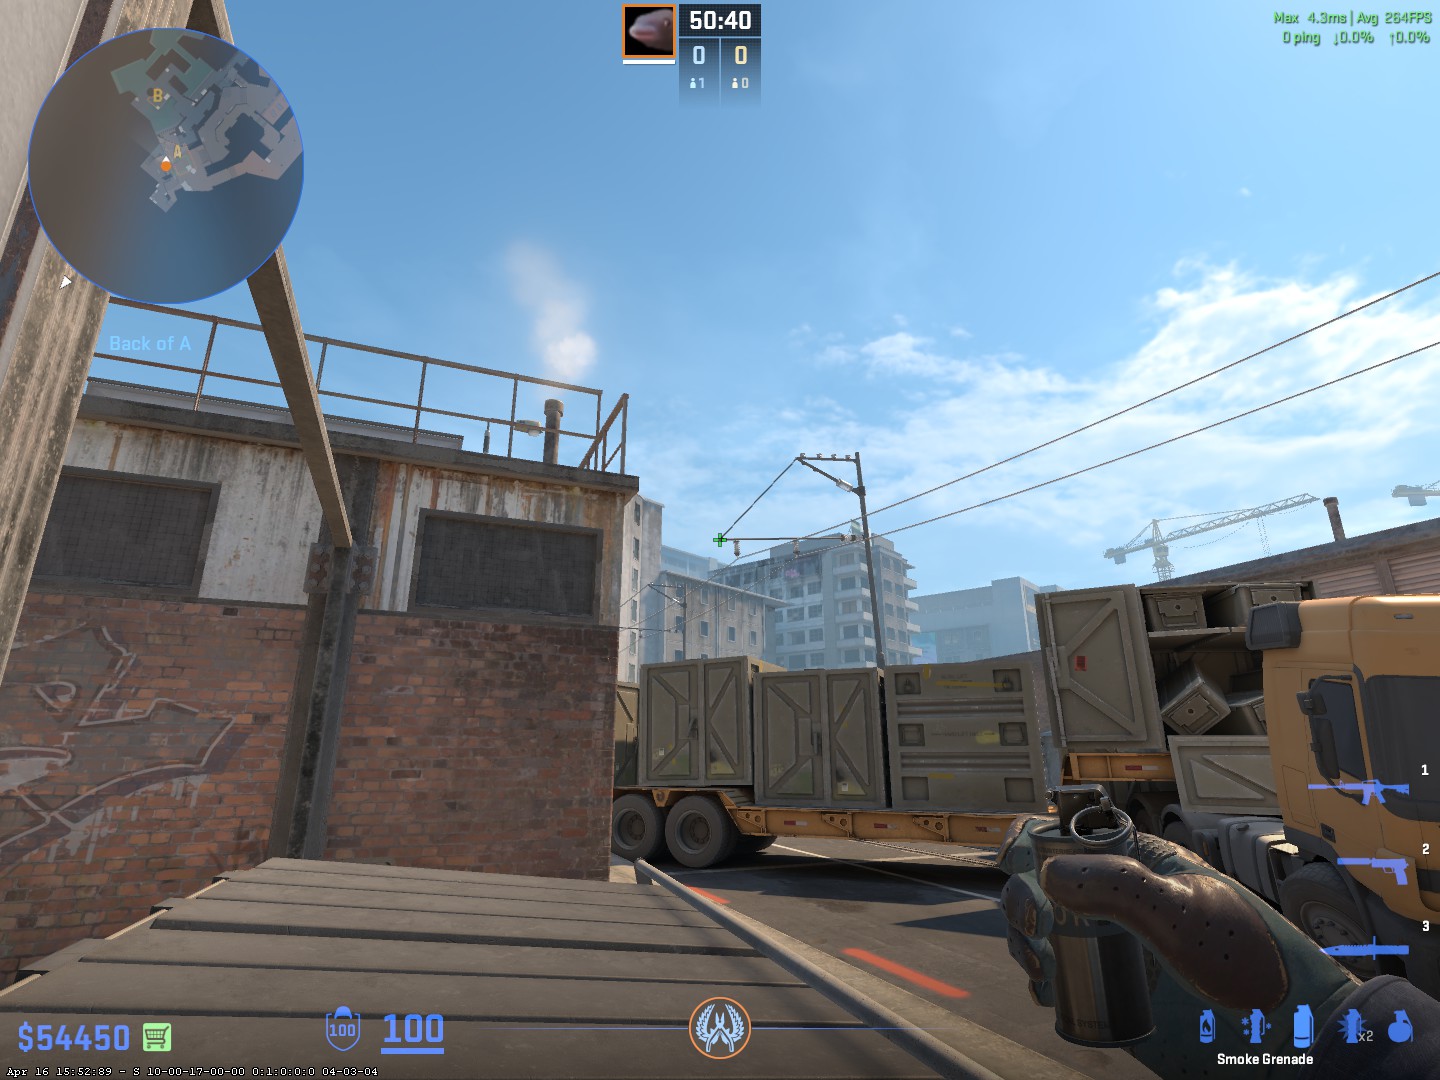 50:40
0 0
1 0
Max 4.3ms | Avg 264FPS
0 ping ↓0.0% ↑0.0%
B
A
Back of A
1
2
3
x2
Smoke Grenade
$54450
100
100
Apr 16 15:52:89 - S 10-00-17-00-00 0:1:0:0:0 04-03-04